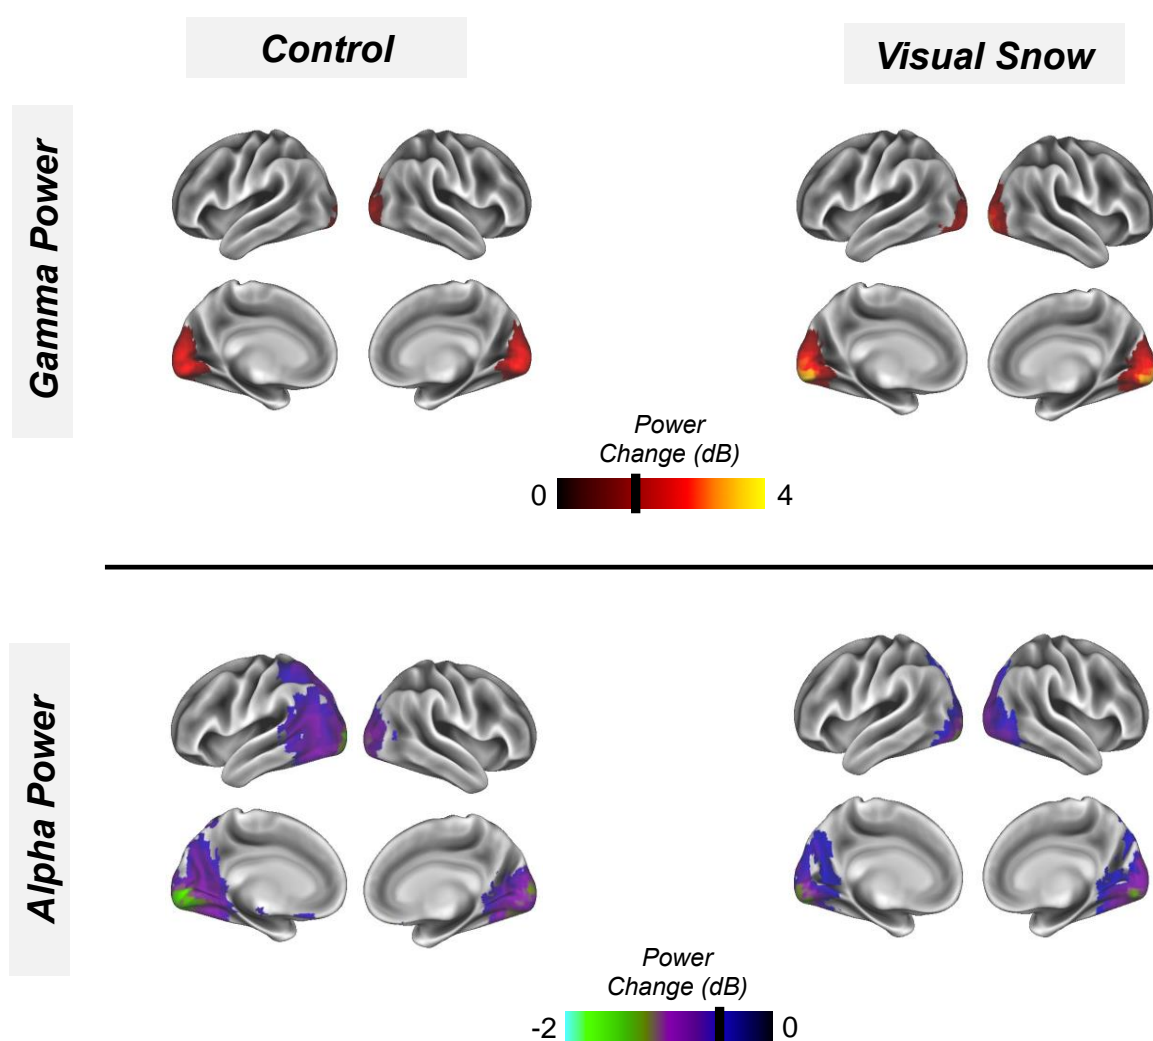 Control
Visual Snow
Gamma Power
Power
Change (dB)
0
4
Alpha Power
Power
Change (dB)
-2
0